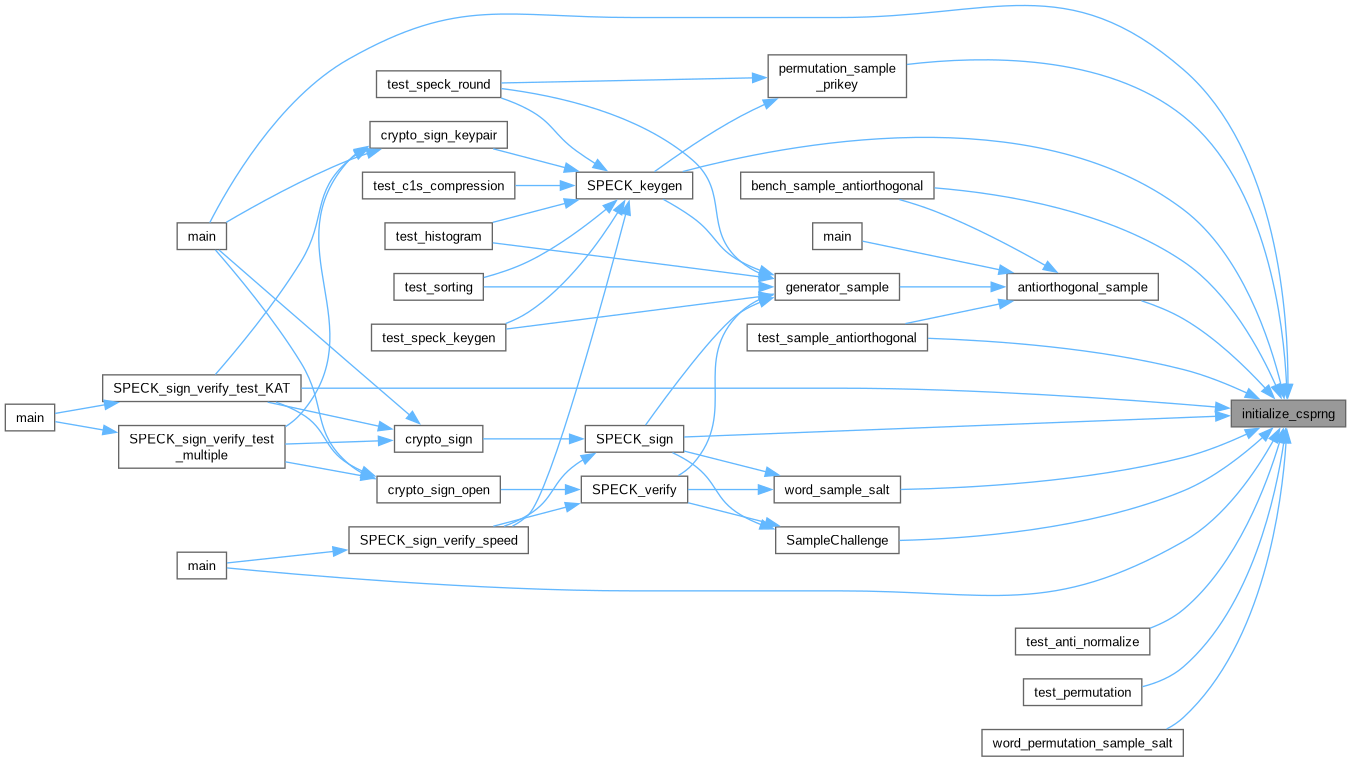 permutation_sample
_prikey
test_speck_round
crypto_sign_keypair
test_c1s_compression
SPECK_keygen
bench_sample_antiorthogonal
main
main
test_histogram
test_sorting
generator_sample
antiorthogonal_sample
test_speck_keygen
test_sample_antiorthogonal
SPECK_sign_verify_test_KAT
main
initialize_csprng
SPECK_sign_verify_test
_multiple
crypto_sign
SPECK_sign
crypto_sign_open
SPECK_verify
word_sample_salt
SPECK_sign_verify_speed
SampleChallenge
main
test_anti_normalize
test_permutation
word_permutation_sample_salt